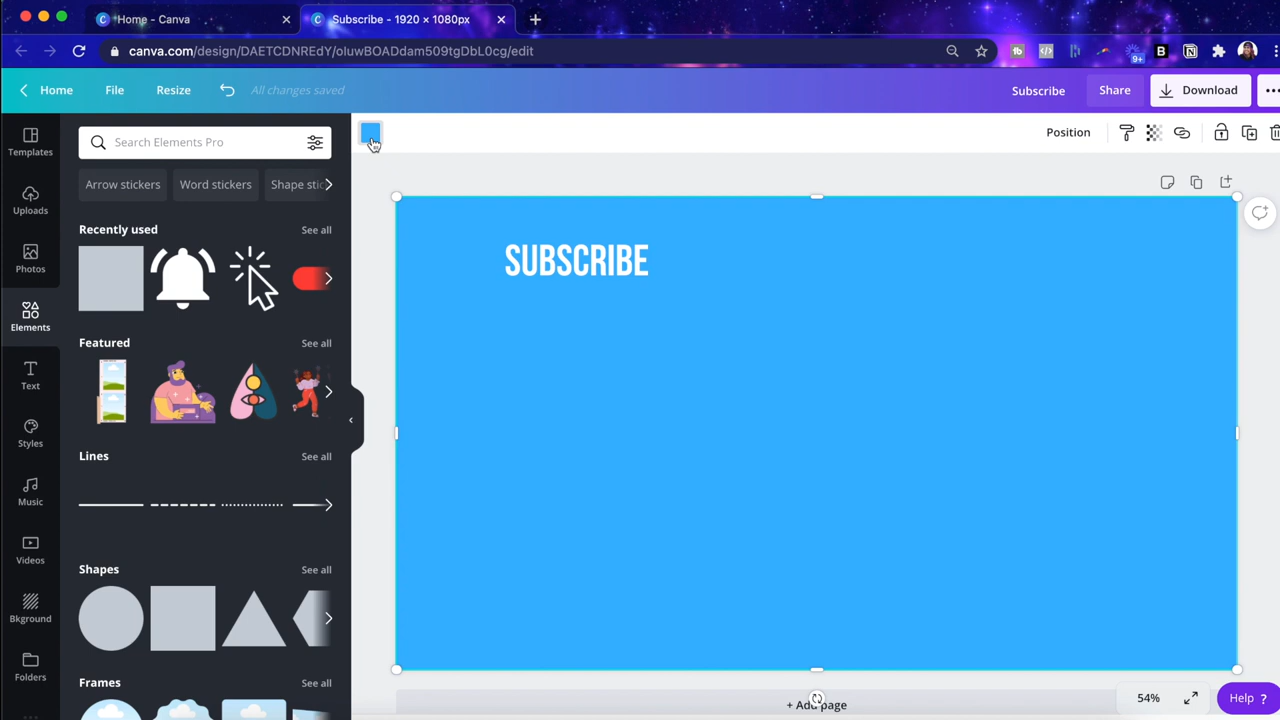 Home - Canva
Subscribe - 1920 × 1080px
canva.com/design/DAETCDNREdY/oluwBOADdam509tgDbL0cg/edit
9+
Home
File
Resize
All changes saved
Subscribe
Share
Download
Templates
Uploads
Photos
Elements
Text
Styles
Music
Videos
Bkground
Folders
Search Elements Pro
Arrow stickers
Word stickers
Shape stic
Recently used
See all
Featured
See all
Lines
See all
Shapes
See all
Frames
See all
Position
SUBSCRIBE
+ Add page
54%
Help ?